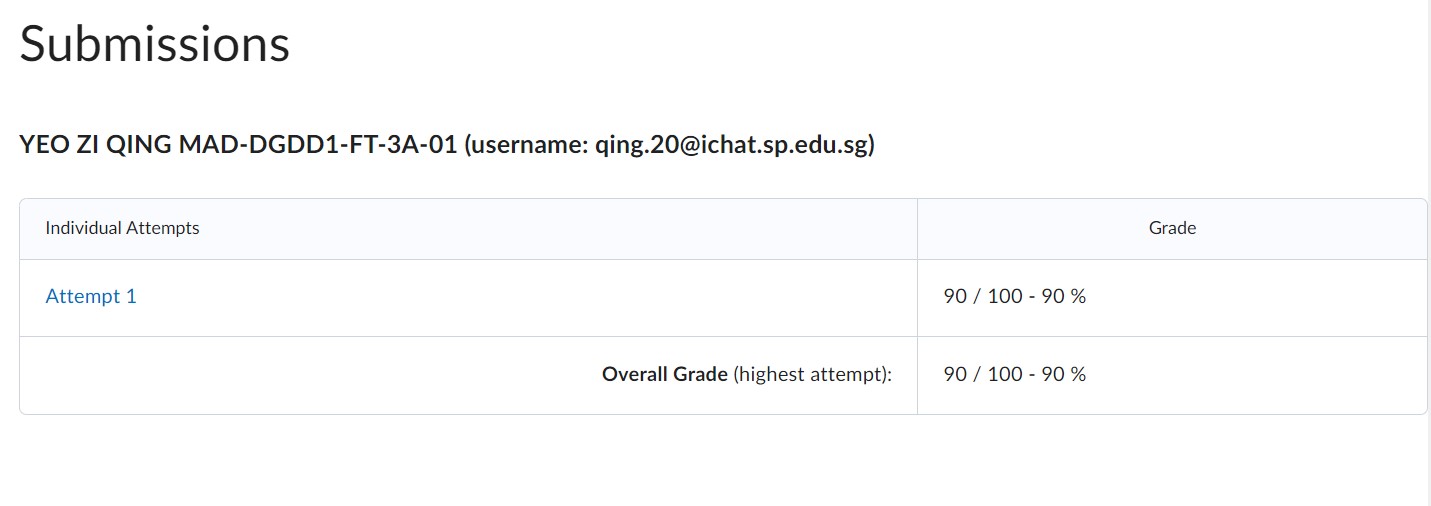 Submissions
YEO ZI QING MAD-DGDD1-FT-3A-01 (username: qing.20@ichat.sp.edu.sg)
Individual Attempts Grade
Attempt 1 90 / 100 - 90 %
Overall Grade (highest attempt): 90 / 100 - 90 %